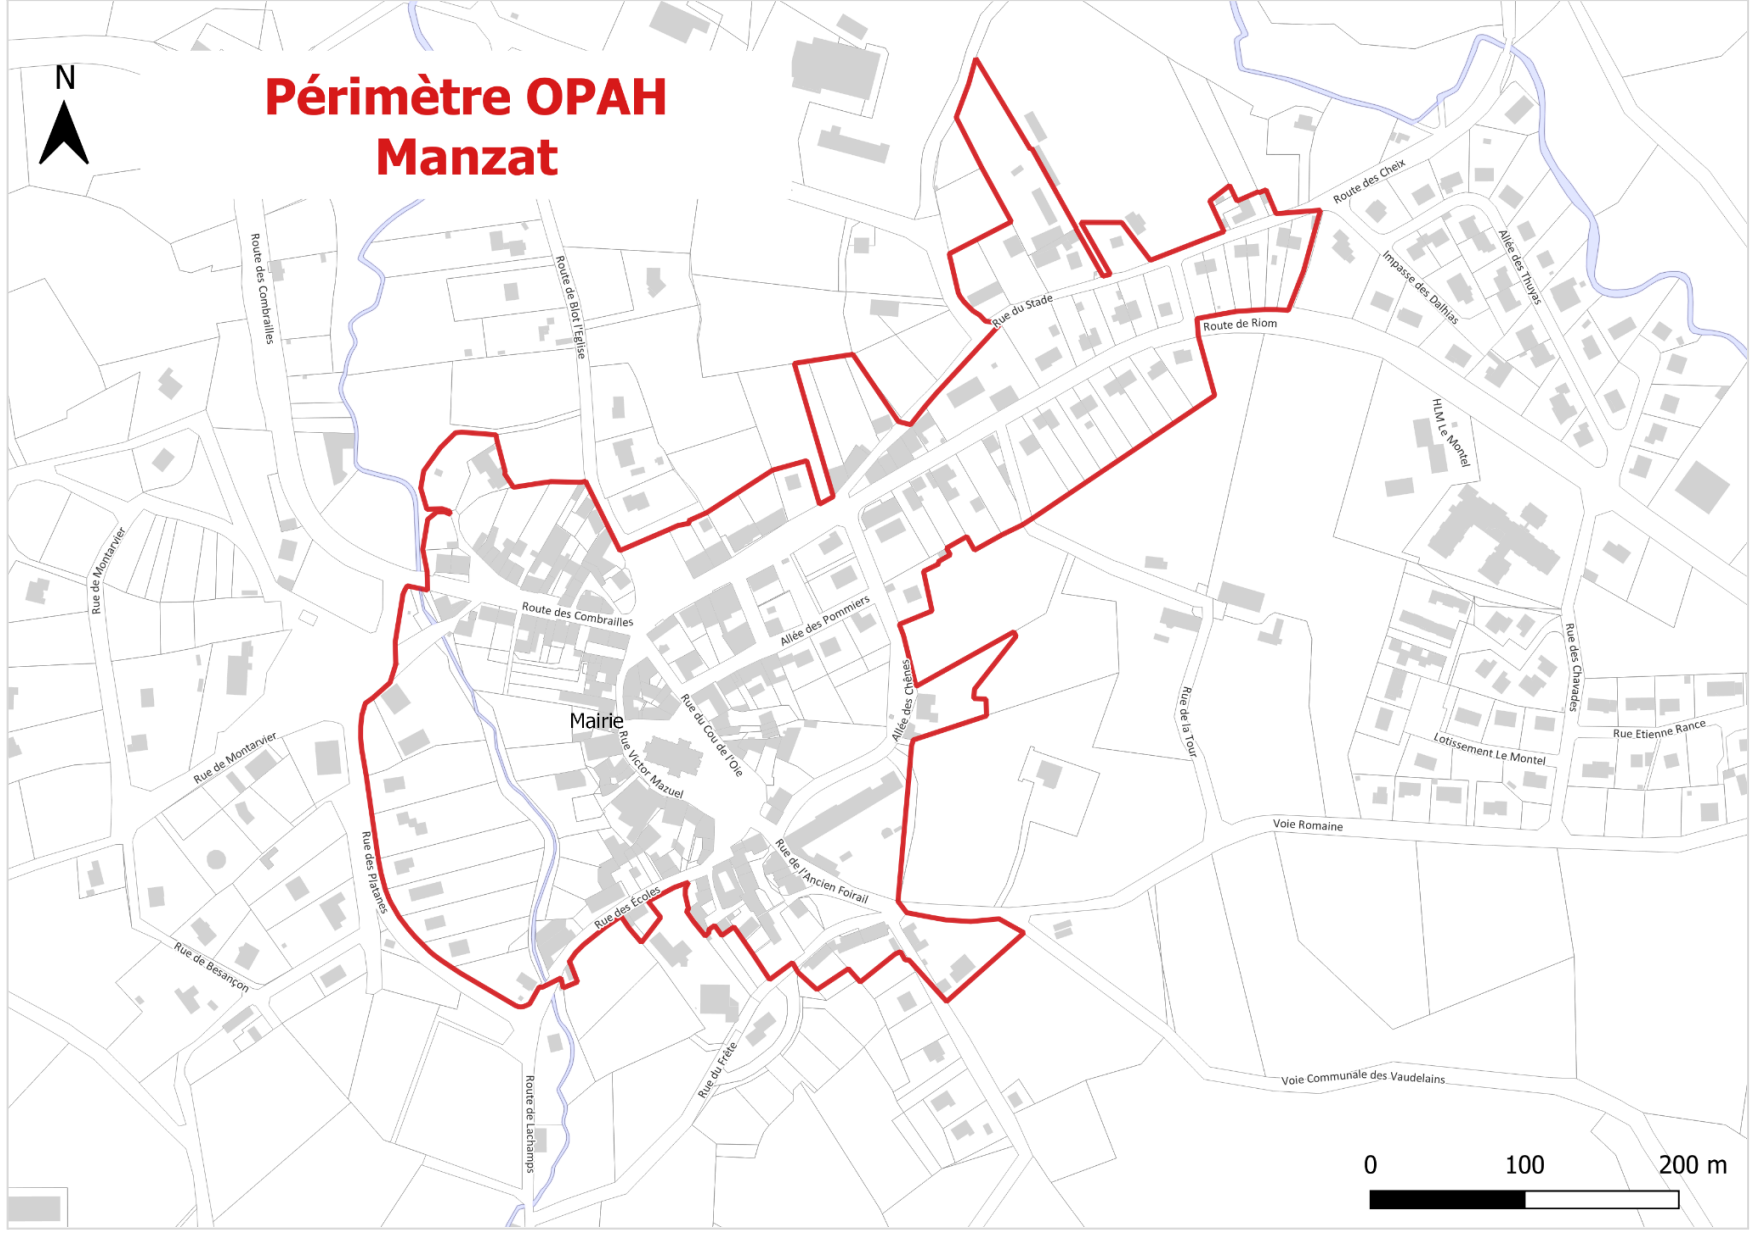 N
Périmètre OPAH
Manzat
Route des Cheix
Allée des Thuyas
Impasse des Dalhias
Route des Combrailles
Route de Blot l'Eglise
Rue du Stade
Route de Riom
HLM Le Montel
Rue de Montarvier
Route des Combrailles
Allée des Pommiers
Rue des Chavades
Allée des Chênes
Rue de la Tour
Mairie
Rue du Cou de l'Oie
Rue Victor Mazuel
Rue de Montarvier
Rue Etienne Rance
Lotissement Le Montel
Voie Romaine
Rue des Platanes
Rue de l'Ancien Foirail
Rue des Écoles
Rue de Besançon
Rue du Frête
Route de Lachamps
Voie Communale des Vaudelains
0 100 200 m